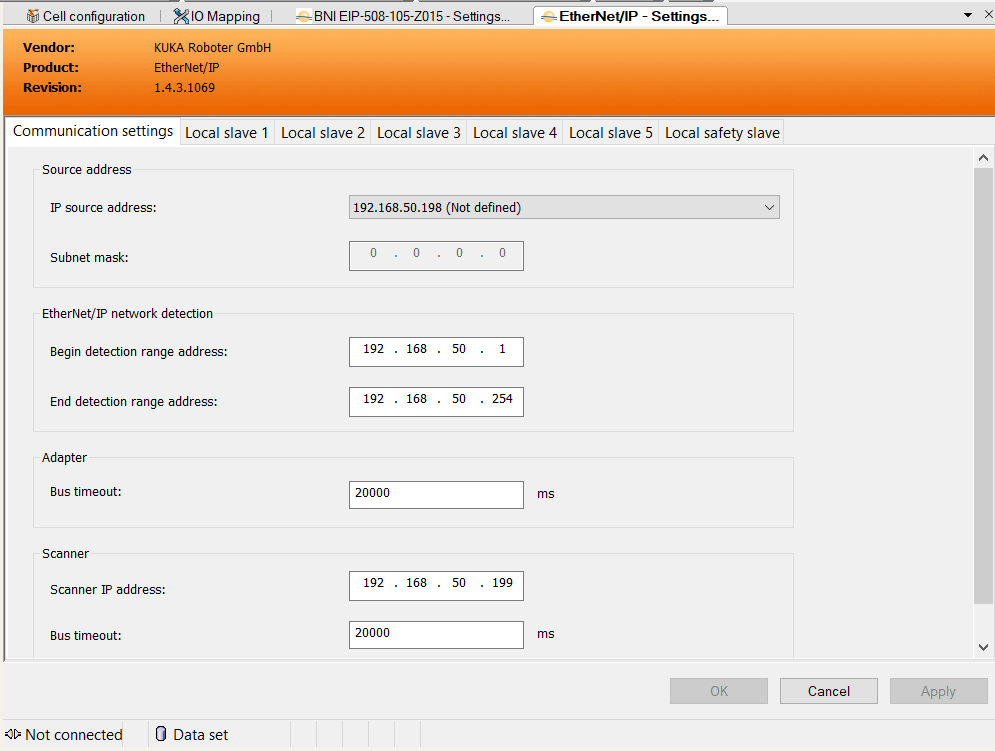 Cell configuration IO Mapping BNI EIP-508-105-Z015 - Settings... EtherNet/IP - Settings...
Vendor: KUKA Roboter GmbH
Product: EtherNet/IP
Revision: 1.4.3.1069
Communication settings Local slave 1 Local slave 2 Local slave 3 Local slave 4 Local slave 5 Local safety slave
Source address
IP source address: 192.168.50.198 (Not defined)
Subnet mask: 0 . 0 . 0 . 0
EtherNet/IP network detection
Begin detection range address: 192 . 168 . 50 . 1
End detection range address: 192 . 168 . 50 . 254
Adapter
Bus timeout: 20000 ms
Scanner
Scanner IP address: 192 . 168 . 50 . 199
Bus timeout: 20000 ms
OK Cancel Apply
Not connected Data set